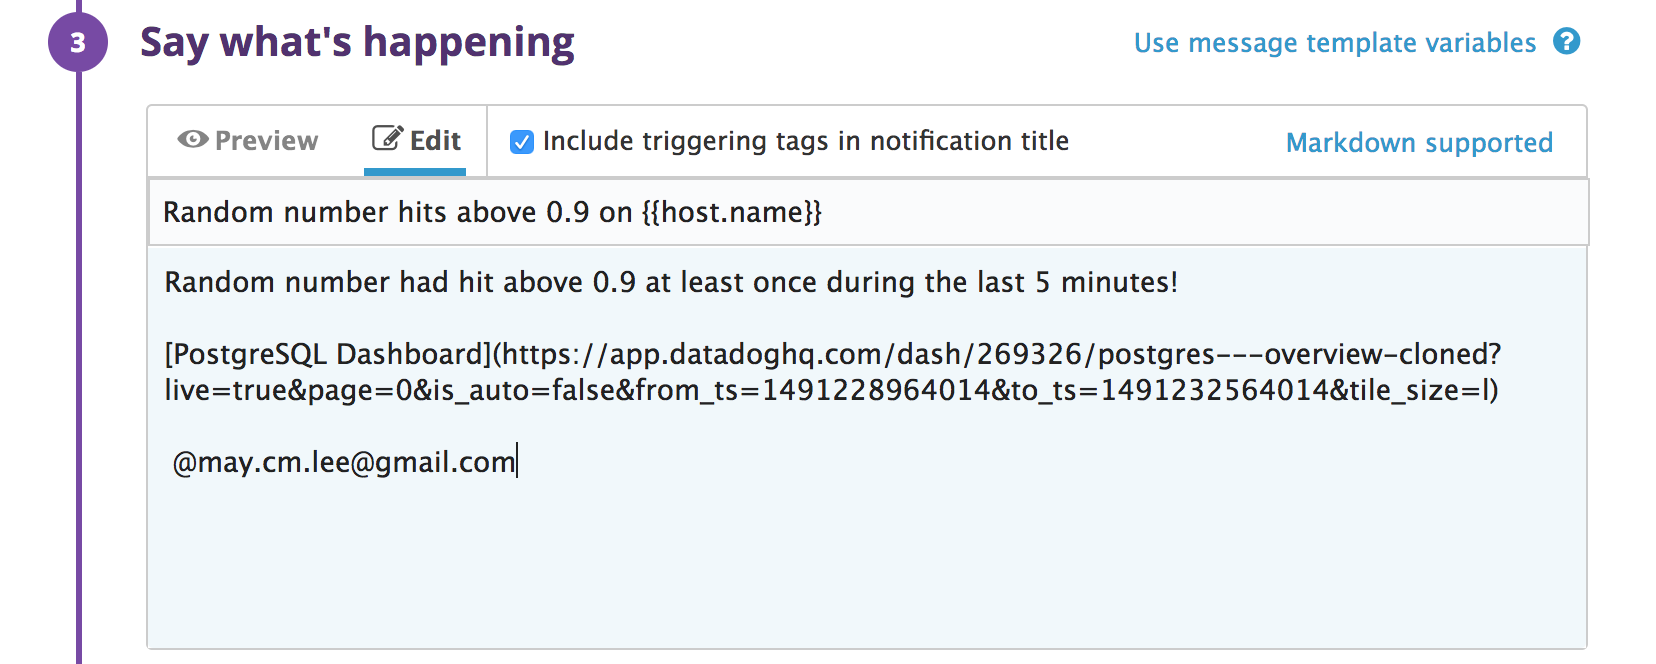 3 Say what's happening Use message template variables ?
Preview Edit Include triggering tags in notification title Markdown supported
Random number hits above 0.9 on {{host.name}}
Random number had hit above 0.9 at least once during the last 5 minutes!
[PostgreSQL Dashboard](https://app.datadoghq.com/dash/269326/postgres---overview-cloned?
live=true&page=0&is_auto=false&from_ts=1491228964014&to_ts=1491232564014&tile_size=l)
@may.cm.lee@gmail.com